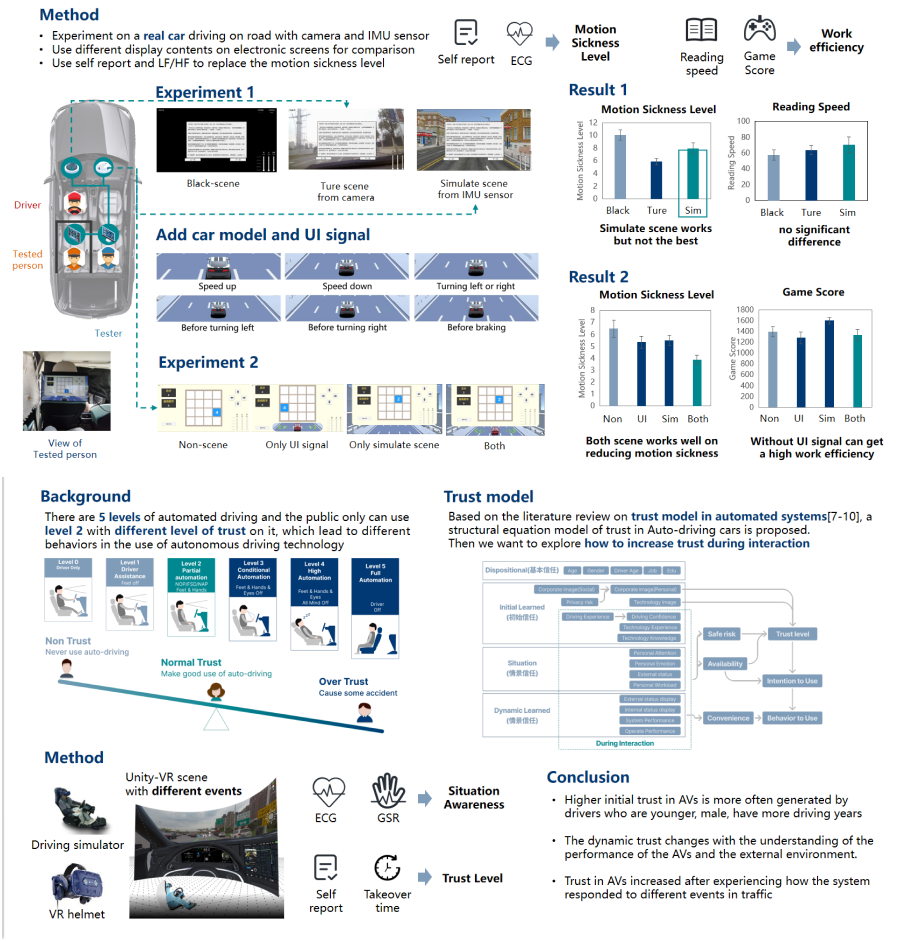 Method
• Experiment on a real car driving on road with camera and IMU sensor
• Use different display contents on electronic screens for comparison
• Use self report and LF/HF to replace the motion sickness level
Self report
ECG
Motion
Sickness
Level
Reading
speed
Game
Score
Work
efficiency
Experiment 1
Black-scene
Ture scene
from camera
Simulate scene
from IMU sensor
Driver
Tested
person
Tester
Add car model and UI signal
Speed up
Speed down
Turning left or right
Before turning left
Before turning right
Before braking
View of
Tested person
Experiment 2
Non-scene
Only UI signal
Only simulate scene
Both
Result 1
Motion Sickness Level
Motion Sickness Level
12
10
8
6
4
2
0
Black
Ture
Sim
Simulate scene works
but not the best
Reading Speed
Reading Speed
100
80
60
40
20
0
Black
Ture
Sim
no significant
difference
Result 2
Motion Sickness Level
Motion Sickness Level
8
7
6
5
4
3
2
1
0
Non
UI
Sim
Both
Both scene works well on
reducing motion sickness
Game Score
Game Score
1800
1600
1400
1200
1000
800
600
400
200
0
Non
UI
Sim
Both
Without UI signal can get
a high work efficiency
Background
There are 5 levels of automated driving and the public only can use
level 2 with different level of trust on it, which lead to different
behaviors in the use of autonomous driving technology
Level 0
Driver Only
Level 1
Driver
Assistance
Feet off
Level 2
Partial
automation
NOP/FSD/NAP
Feet & Hands
Level 3
Conditional
Automation
Feet & Hands &
Eyes Off
Level 4
High
Automation
Feet & Hands &
Eyes
All Mind Off
Level 5
Full
Automation
Driver
Off
Non Trust
Never use auto-driving
Normal Trust
Make good use of auto-driving
Over Trust
Cause some accident
Trust model
Based on the literature review on trust model in automated systems[7-10], a
structural equation model of trust in Auto-driving cars is proposed.
Then we want to explore how to increase trust during interaction
Dispositional(基本信任)
Age
Gender
Driver Age
Job
Edu
Initial Learned
(初始信任)
Corporate Image(Social)
Corporate Image(Personal)
Privacy risk
Technology Image
Driving Experience
Driving Confidence
Technology Experience
Technology Knowledge
Situation
(情景信任)
Personal Attention
Personal Emotion
External status
Personal Workload
Dynamic Learned
(情景信任)
External status display
Internal status display
System Performance
Operate Performance
During Interaction
Safe risk
Availability
Convenience
Trust level
Intention to Use
Behavior to Use
Method
Unity-VR scene
with different events
Driving simulator
VR helmet
ECG
GSR
Situation
Awareness
Self
report
Takeover
time
Trust Level
Conclusion
• Higher initial trust in AVs is more often generated by
drivers who are younger, male, have more driving years
• The dynamic trust changes with the understanding of the
performance of the AVs and the external environment.
• Trust in AVs increased after experiencing how the system
responded to different events in traffic